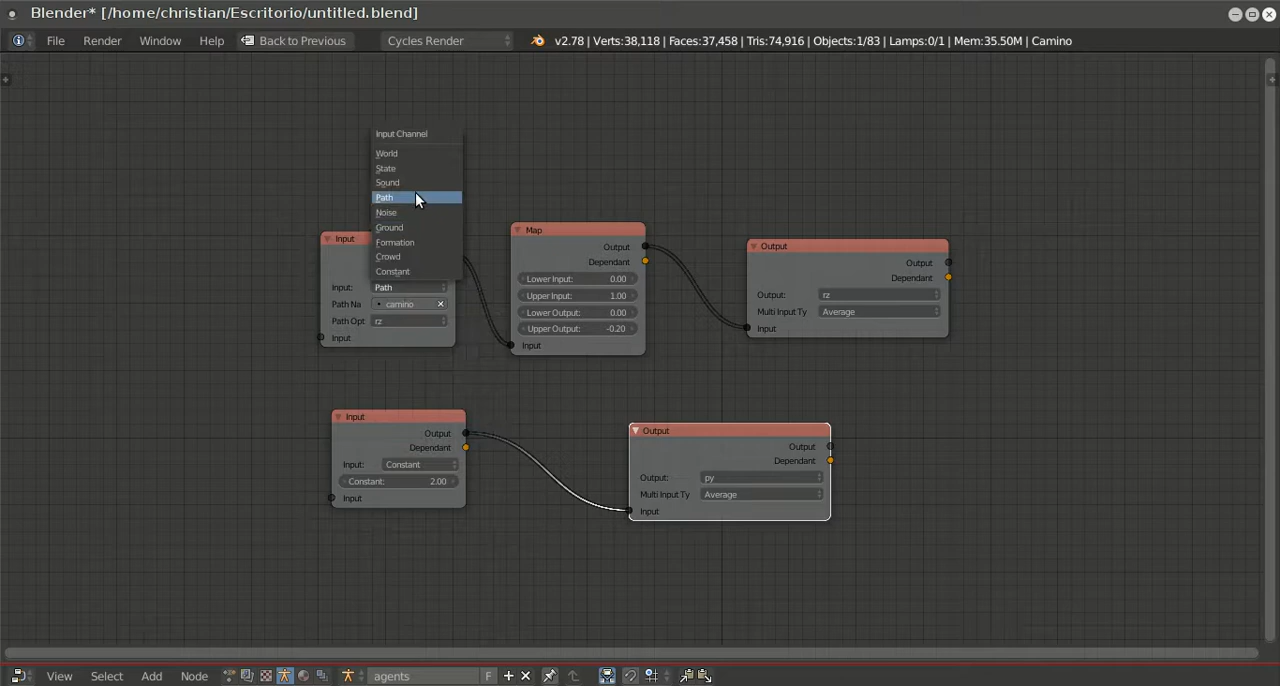 Blender* [/home/christian/Escritorio/untitled.blend]
File Render Window Help Back to Previous Cycles Render v2.78 | Verts:38,118 | Faces:37,458 | Tris:74,916 | Objects:1/83 | Lamps:0/1 | Mem:35.50M | Camino
Input Channel
World
State
Sound
Path
Noise
Ground
Formation
Crowd
Constant
Input
Input: Path
Path Na camino
Path Opt rz
Input
Map
Output
Dependant
Lower Input: 0.00
Upper Input: 1.00
Lower Output: 0.00
Upper Output: -0.20
Input
Output
Output
Dependant
Output: rz
Multi Input Ty Average
Input
Input
Output
Dependant
Input: Constant
Constant: 2.00
Input
Output
Output
Dependant
Output: py
Multi Input Ty Average
Input
View Select Add Node agents F